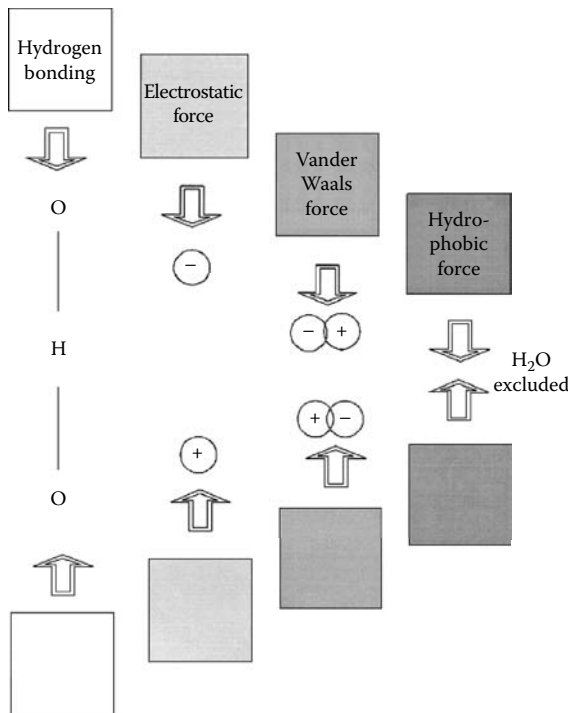 Hydrogen
bonding
Electrostatic
force
Vander
Waals
force
Hydro-
phobic
force
O
H
O
−
+
− +
+ −
H₂O
excluded